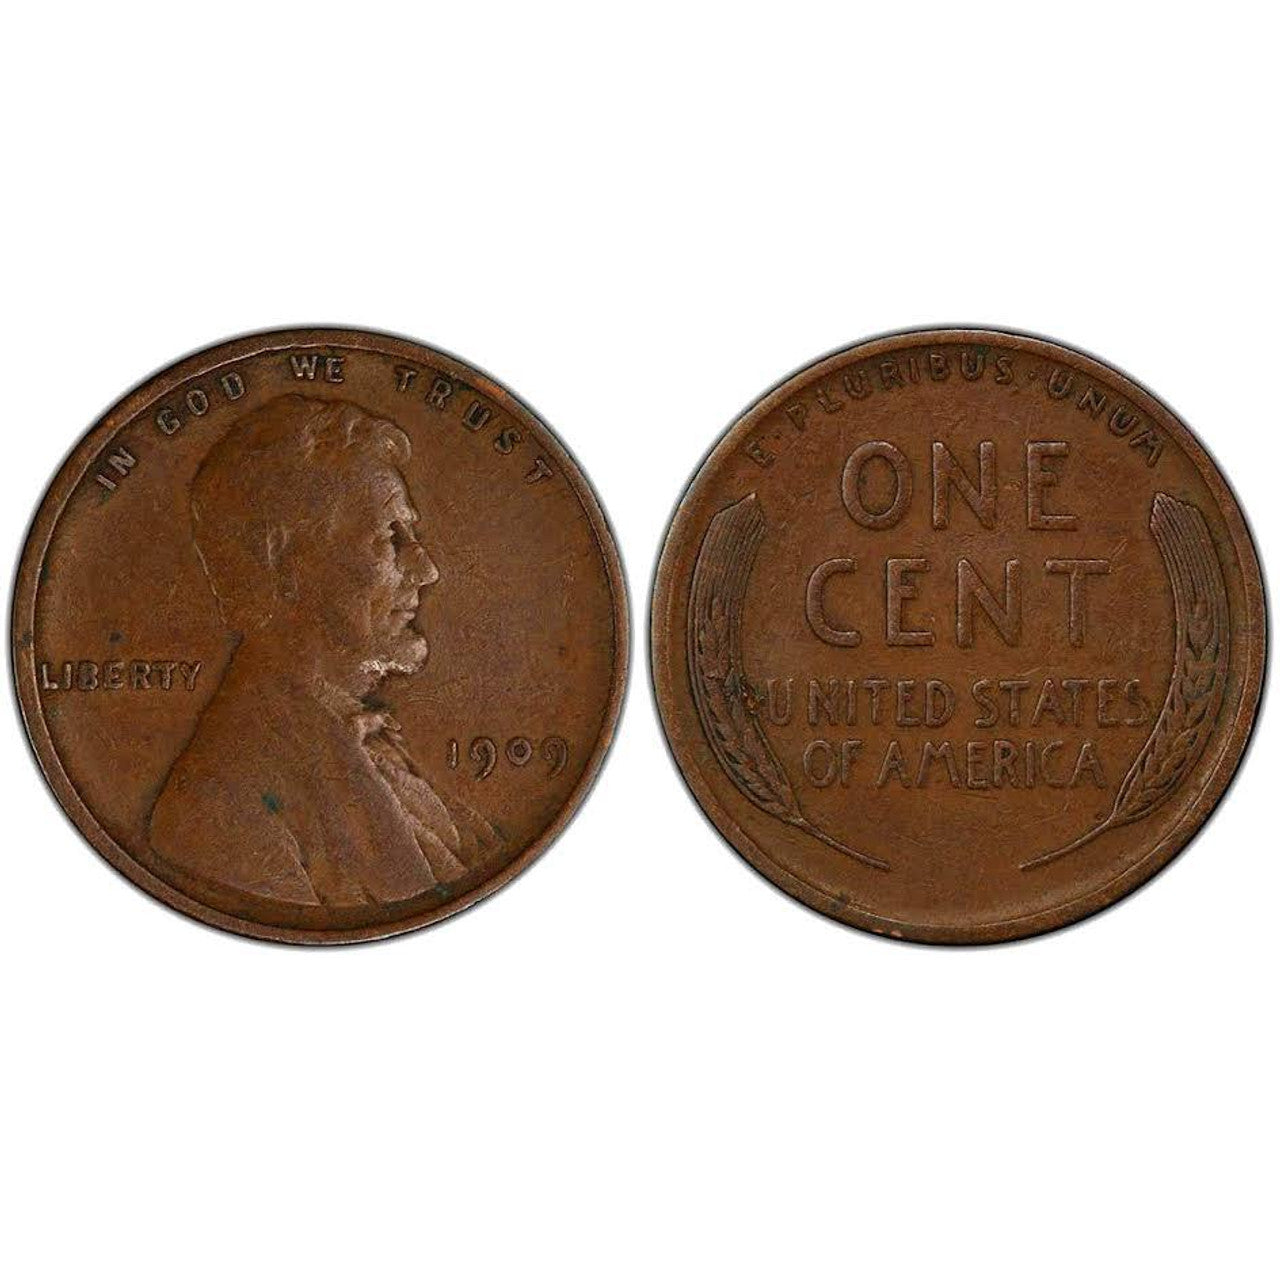 IN GOD WE TRUST
LIBERTY
1909
E·PLURIBUS·UNUM
ONE
CENT
UNITED STATES
OF AMERICA